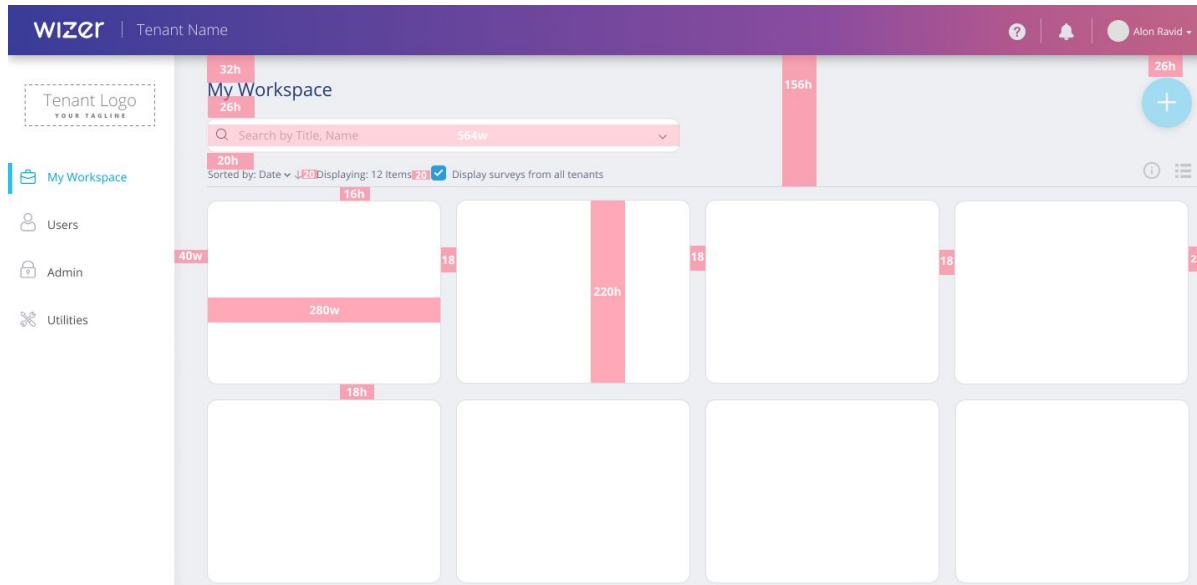 wizer | Tenant Name
Alon Ravid
32h
156h
26h
Tenant Logo
YOUR TAGLINE
My Workspace
26h
Search by Title, Name 564w
20h
Sorted by: Date 20 Displaying: 12 Items 20 Display surveys from all tenants
My Workspace
16h
Users
40w
18
18
18
2
Admin
220h
280w
Utilities
18h